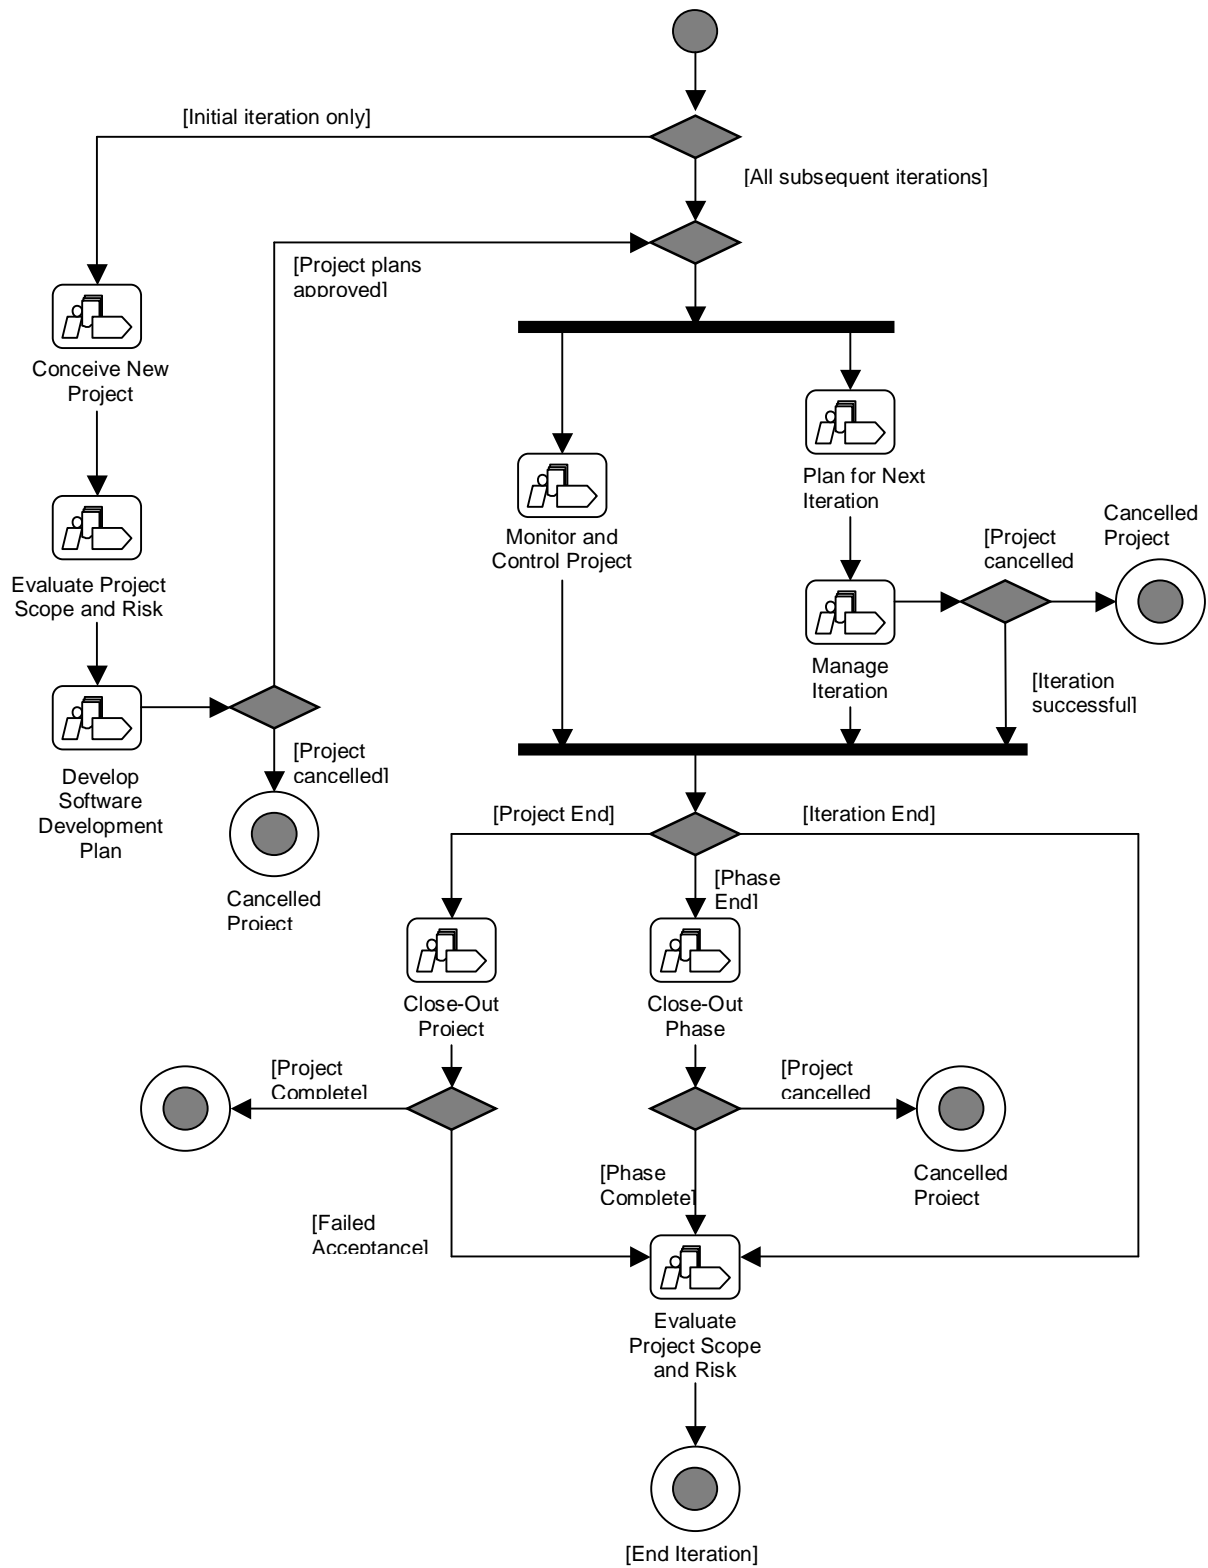 [Initial iteration only]
[All subsequent iterations]
[Project plans
approved]
Conceive New
Project
Plan for Next
Iteration
Monitor and
Control Project
[Project
cancelled
Cancelled
Project
Evaluate Project
Scope and Risk
Manage
Iteration
[Iteration
successful]
[Project
cancelled]
Develop
Software
Development
Plan
Cancelled
Project
[Project End]
[Iteration End]
[Phase
End]
Close-Out
Project
Close-Out
Phase
[Project
Complete]
[Project
cancelled
Cancelled
Project
[Phase
Complete]
[Failed
Acceptance]
Evaluate
Project Scope
and Risk
[End Iteration]